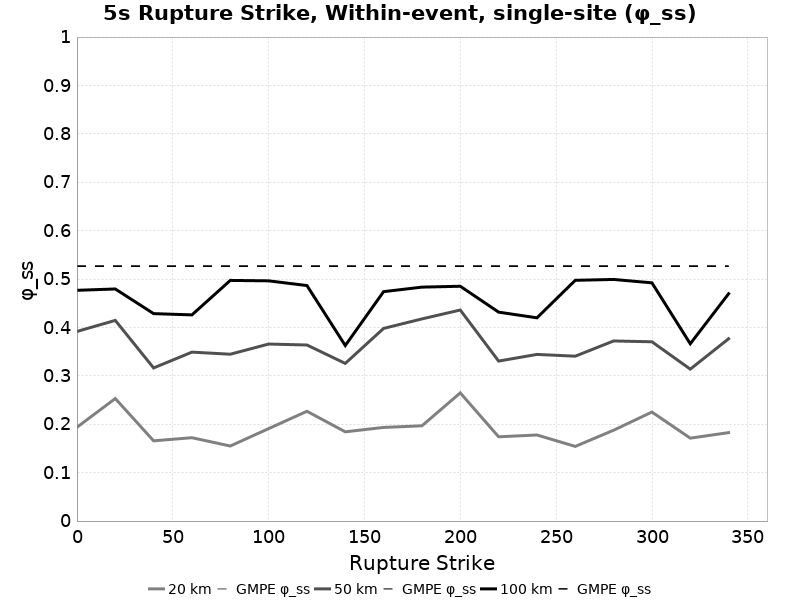 5s Rupture Strike, Within-event, single-site (φ_ss)
1
0.9
0.8
0.7
0.6
0.5
0.4
0.3
0.2
0.1
0
φ_ss
0 50 100 150 200 250 300 350
Rupture Strike
20 km GMPE φ_ss 50 km GMPE φ_ss 100 km GMPE φ_ss